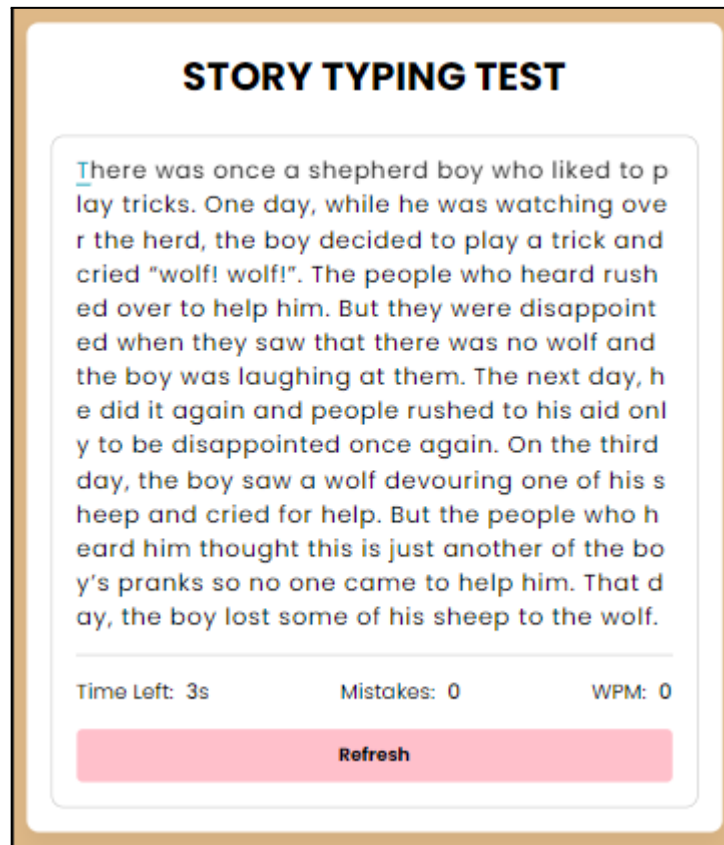 STORY TYPING TEST
There was once a shepherd boy who liked to p
lay tricks. One day, while he was watching ove
r the herd, the boy decided to play a trick and
cried “wolf! wolf!”. The people who heard rush
ed over to help him. But they were disappoint
ed when they saw that there was no wolf and
the boy was laughing at them. The next day, h
e did it again and people rushed to his aid onl
y to be disappointed once again. On the third
day, the boy saw a wolf devouring one of his s
heep and cried for help. But the people who h
eard him thought this is just another of the bo
y’s pranks so no one came to help him. That d
ay, the boy lost some of his sheep to the wolf.
Time Left: 3s Mistakes: 0 WPM: 0
Refresh